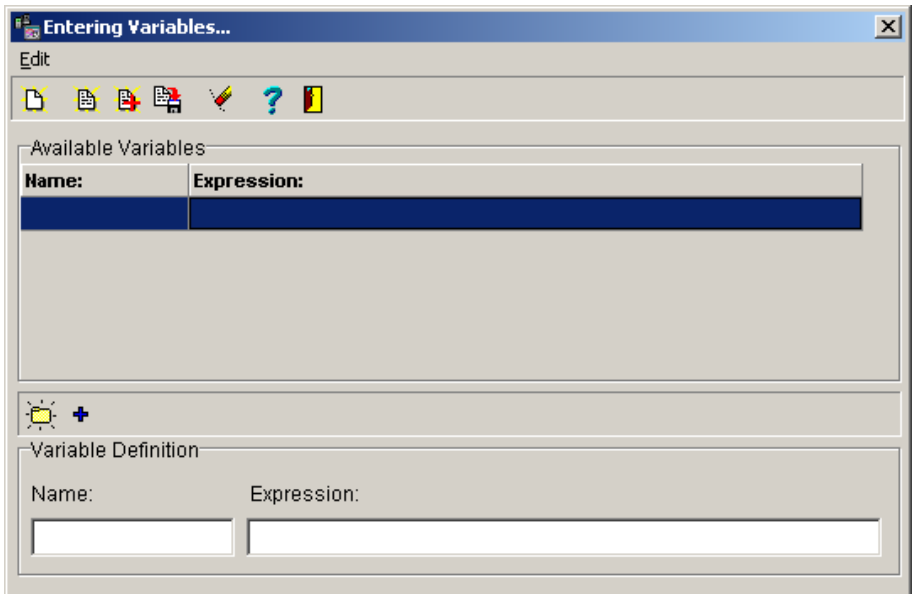 Entering Variables...
Edit
Available Variables
Name: Expression:
Variable Definition
Name: Expression: